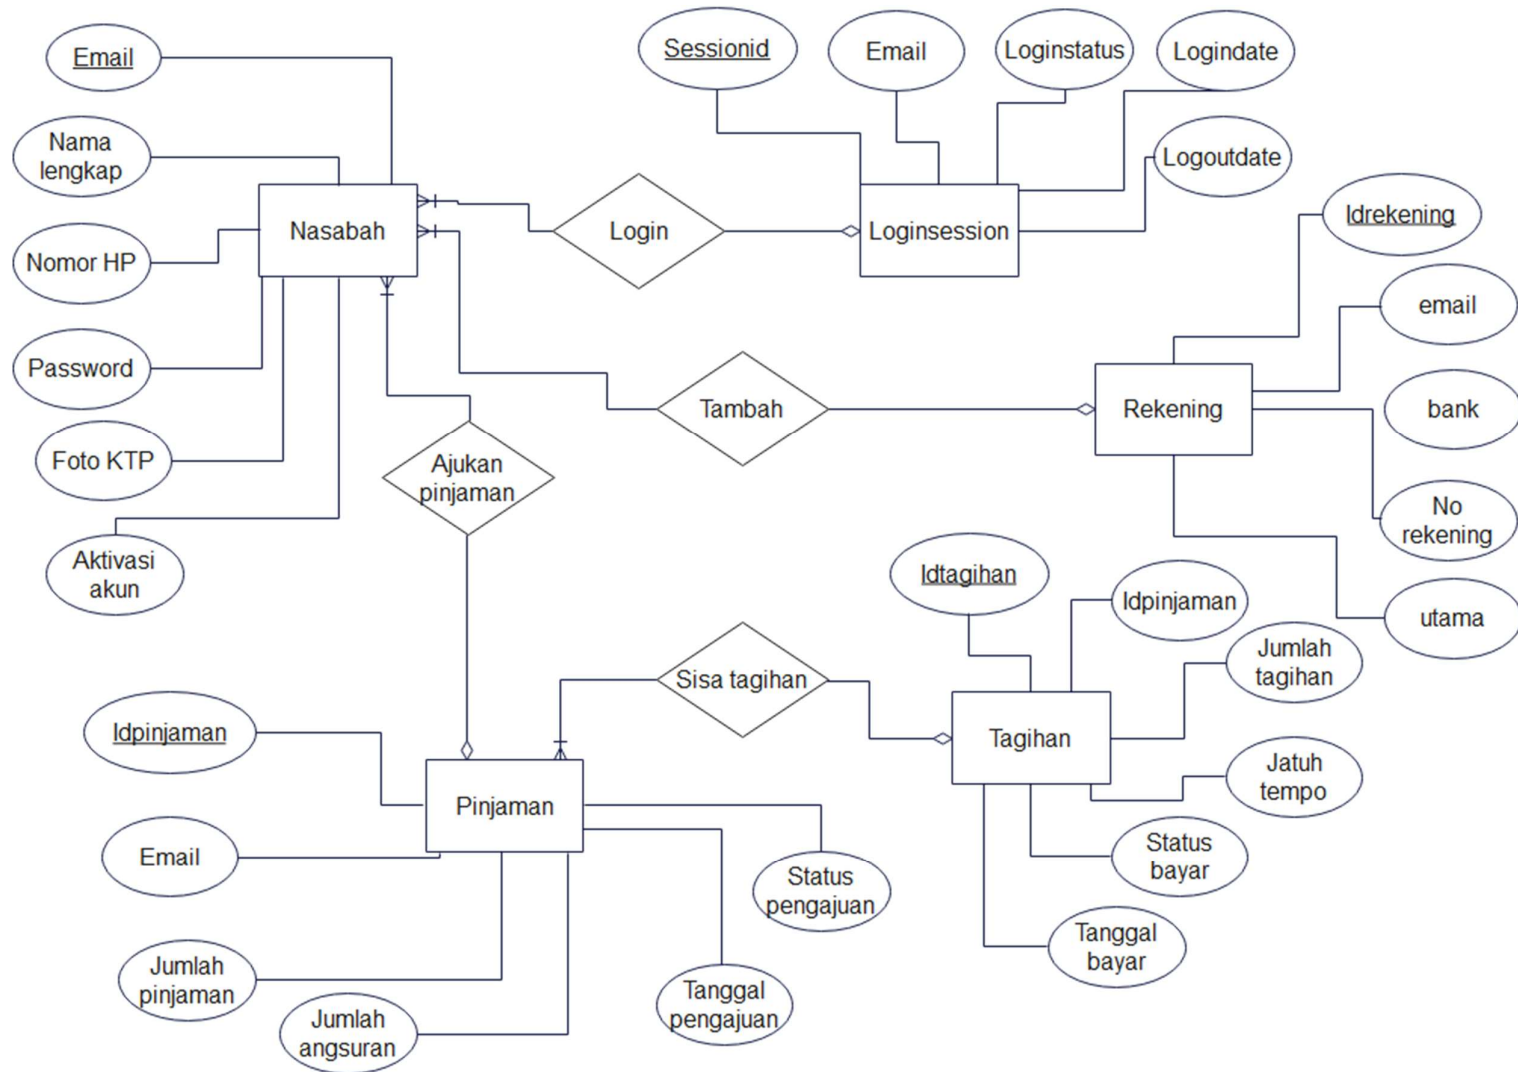 Email
Sessionid
Email
Loginstatus
Logindate
Nama
lengkap
Logoutdate
Nasabah
Login
Loginsession
Idrekening
Nomor HP
email
Password
Tambah
Rekening
bank
Foto KTP
Ajukan
pinjaman
No
rekening
Aktivasi
akun
Idtagihan
Idpinjaman
utama
Jumlah
tagihan
Sisa tagihan
Idpinjaman
Tagihan
Jatuh
tempo
Pinjaman
Email
Status
bayar
Status
pengajuan
Tanggal
bayar
Jumlah
pinjaman
Tanggal
pengajuan
Jumlah
angsuran